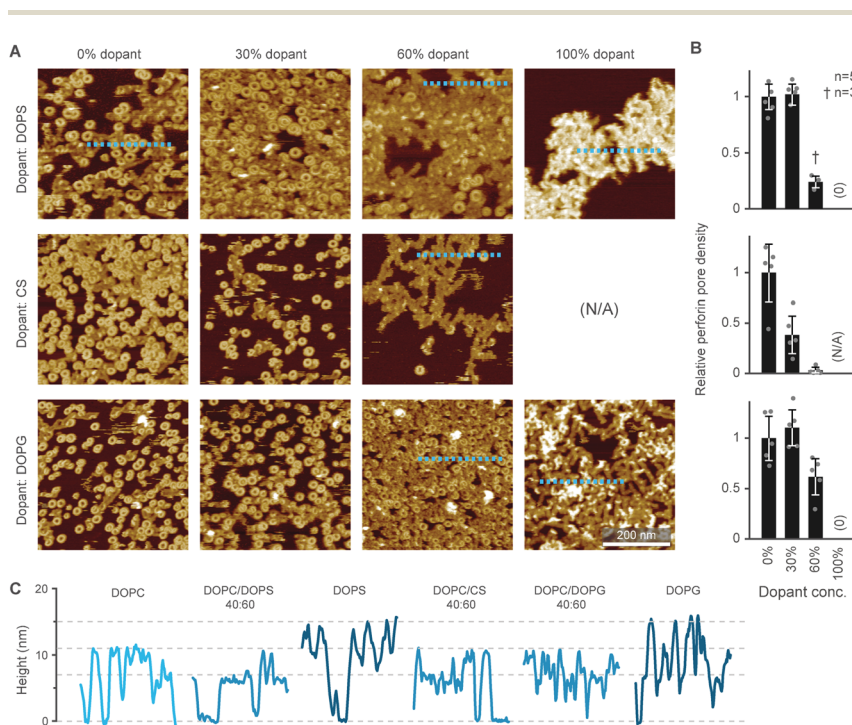 A
0% dopant 30% dopant 60% dopant 100% dopant
Dopant: DOPS
Dopant: CS
(N/A)
Dopant: DOPG
200 nm
B
n=5
† n=3
Relative perforin pore density
1
0.5
0
†
(0)
1
0.5
0
(N/A)
1
0.5
0
(0)
0% 30% 60% 100%
Dopant conc.
C
Height (nm)
20
10
0
DOPC
DOPC/DOPS
40:60
DOPS
DOPC/CS
40:60
DOPC/DOPG
40:60
DOPG